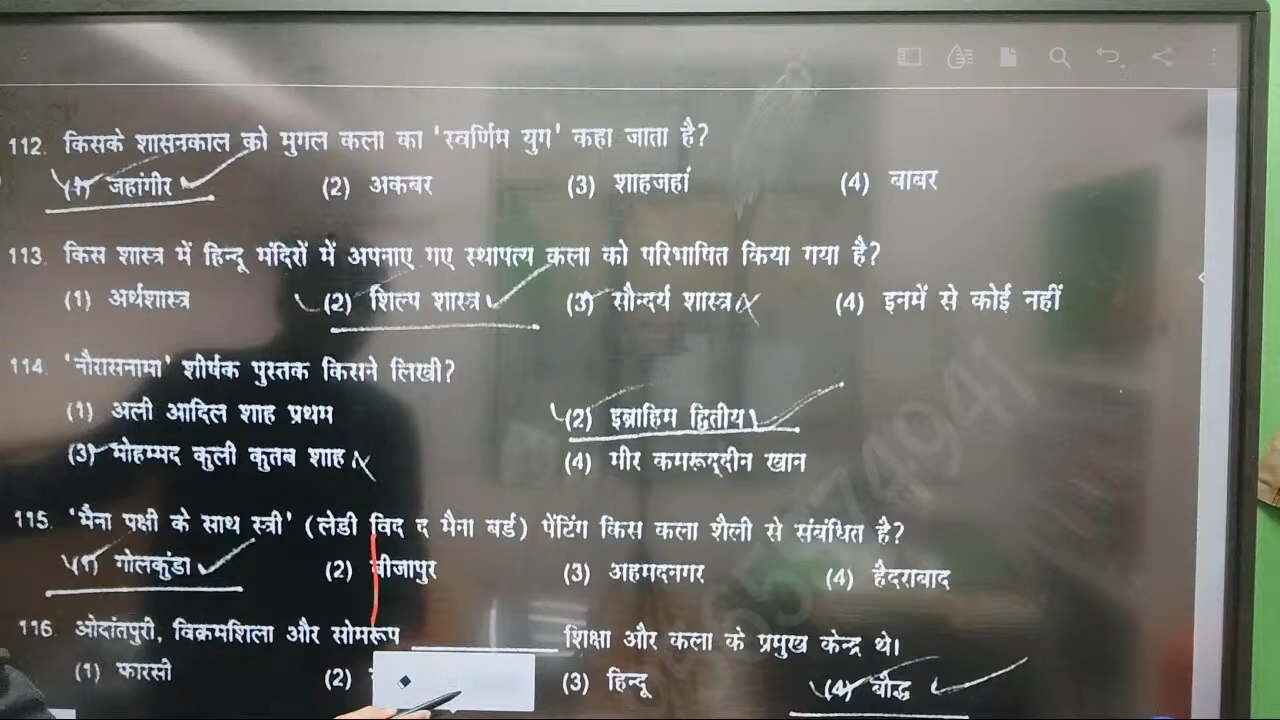 112. किसके शासनकाल को मुगल कला का 'स्वर्णिम युग' कहा जाता है?
(1) जहांगीर (2) अकबर (3) शाहजहां (4) बाबर
113. किस शास्त्र में हिन्दू मंदिरों में अपनाए गए स्थापत्य कला को परिभाषित किया गया है?
(1) अर्थशास्त्र (2) शिल्प शास्त्र (3) सौन्दर्य शास्त्र (4) इनमें से कोई नहीं
114. 'नौरासनामा' शीर्षक पुस्तक किसने लिखी?
(1) अली आदिल शाह प्रथम (2) इब्राहिम द्वितीय
(3) मोहम्मद कुली कुतब शाह (4) मीर कमरूद्दीन खान
115. 'मैना पक्षी के साथ स्त्री' (लेडी विद द मैना बर्ड) पेंटिंग किस कला शैली से संबंधित है?
(1) गोलकुंडा (2) बीजापुर (3) अहमदनगर (4) हैदराबाद
116. ओदांतपुरी, विक्रमशिला और सोमरूप ________ शिक्षा और कला के प्रमुख केन्द्र थे।
(1) फारसी (2) (3) हिन्दू (4) बौद्ध